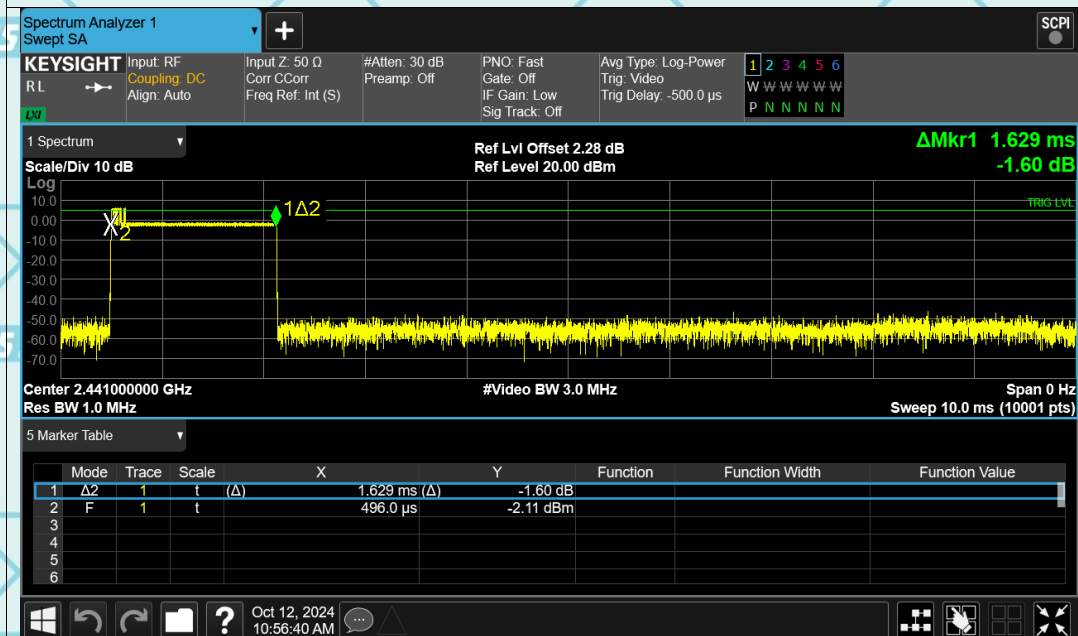 Spectrum Analyzer 1
Swept SA
+
SCPI
KEYSIGHT
RL
LXI
Input: RF
Coupling: DC
Align: Auto
Input Z: 50 Ω
Corr CCorr
Freq Ref: Int (S)
#Atten: 30 dB
Preamp: Off
PNO: Fast
Gate: Off
IF Gain: Low
Sig Track: Off
Avg Type: Log-Power
Trig: Video
Trig Delay: -500.0 µs
1 2 3 4 5 6
W W W W W W
P N N N N N
1 Spectrum
Scale/Div 10 dB
Log
Ref Lvl Offset 2.28 dB
Ref Level 20.00 dBm
ΔMkr1 1.629 ms
-1.60 dB
10.0
0.00
-10.0
-20.0
-30.0
-40.0
-50.0
-60.0
-70.0
X2
1Δ2
TRIG LVL
Center 2.441000000 GHz
Res BW 1.0 MHz
#Video BW 3.0 MHz
Span 0 Hz
Sweep 10.0 ms (10001 pts)
5 Marker Table
Mode Trace Scale X Y Function Function Width Function Value
1 Δ2 1 t (Δ) 1.629 ms (Δ) -1.60 dB
2 F 1 t 496.0 µs -2.11 dBm
3
4
5
6
?
Oct 12, 2024
10:56:40 AM